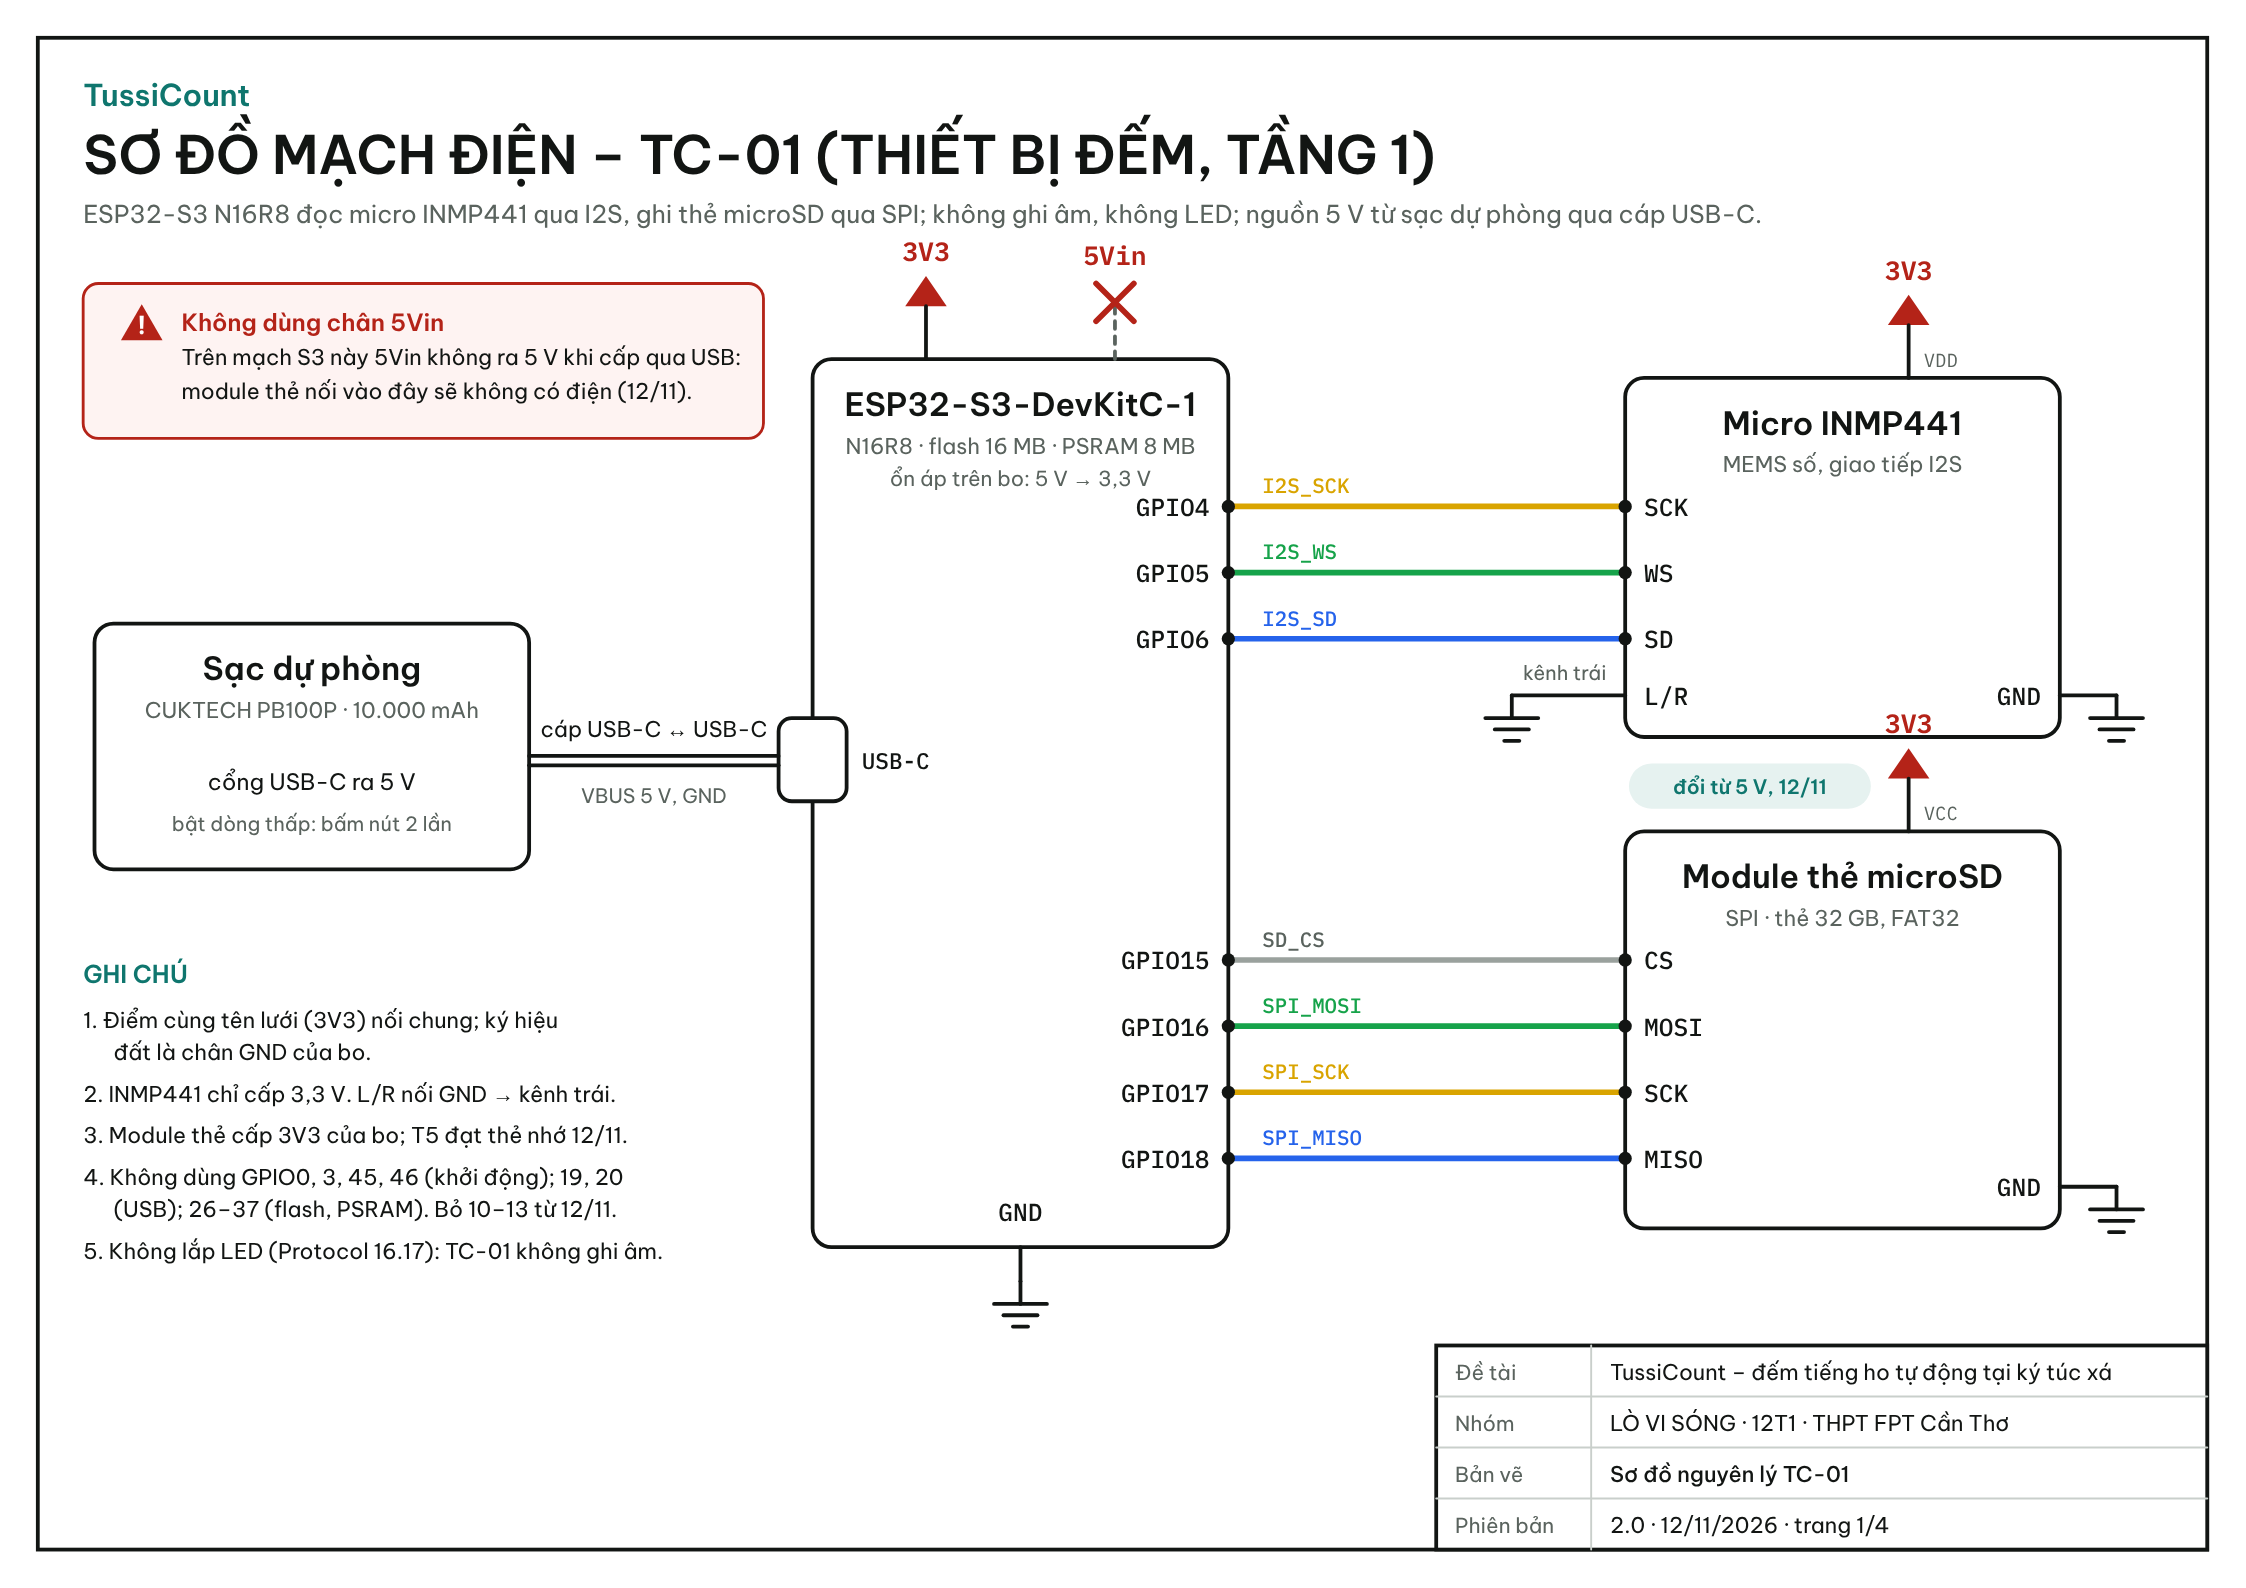 TussiCount
SƠ ĐỒ MẠCH ĐIỆN – TC-01 (THIẾT BỊ ĐẾM, TẦNG 1)
ESP32-S3 N16R8 đọc micro INMP441 qua I2S, ghi thẻ microSD qua SPI; không ghi âm, không LED; nguồn 5 V từ sạc dự phòng qua cáp USB-C.
Không dùng chân 5Vin
Trên mạch S3 này 5Vin không ra 5 V khi cấp qua USB:
module thẻ nối vào đây sẽ không có điện (12/11).
3V3
5Vin
ESP32-S3-DevKitC-1
N16R8 · flash 16 MB · PSRAM 8 MB
ổn áp trên bo: 5 V → 3,3 V
GPIO4
GPIO5
GPIO6
USB-C
GPIO15
GPIO16
GPIO17
GPIO18
GND
I2S_SCK
I2S_WS
I2S_SD
kênh trái
3V3
VDD
Micro INMP441
MEMS số, giao tiếp I2S
SCK
WS
SD
L/R
GND
Sạc dự phòng
CUKTECH PB100P · 10.000 mAh
cổng USB-C ra 5 V
bật dòng thấp: bấm nút 2 lần
cáp USB-C ↔ USB-C
VBUS 5 V, GND
3V3
đổi từ 5 V, 12/11
VCC
Module thẻ microSD
SPI · thẻ 32 GB, FAT32
SD_CS
SPI_MOSI
SPI_SCK
SPI_MISO
CS
MOSI
SCK
MISO
GND
GHI CHÚ
1. Điểm cùng tên lưới (3V3) nối chung; ký hiệu
đất là chân GND của bo.
2. INMP441 chỉ cấp 3,3 V. L/R nối GND → kênh trái.
3. Module thẻ cấp 3V3 của bo; T5 đạt thẻ nhớ 12/11.
4. Không dùng GPIO0, 3, 45, 46 (khởi động); 19, 20
(USB); 26–37 (flash, PSRAM). Bỏ 10–13 từ 12/11.
5. Không lắp LED (Protocol 16.17): TC-01 không ghi âm.
Đề tài TussiCount – đếm tiếng ho tự động tại ký túc xá
Nhóm LÒ VI SÓNG · 12T1 · THPT FPT Cần Thơ
Bản vẽ Sơ đồ nguyên lý TC-01
Phiên bản 2.0 · 12/11/2026 · trang 1/4